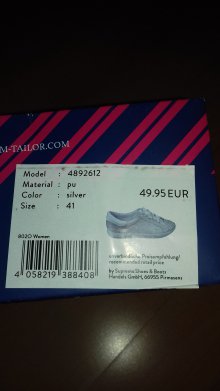 M-TAILOR.COM
Model : 4892612
Material : pu
Color : silver
Size : 41
49.95 EUR
unverbindliche Preisempfehlung/
recommended retail price
by Supremo Shoes & Boots
Handels GmbH, 66955 Pirmasens
8020 Women
4 058219 388408